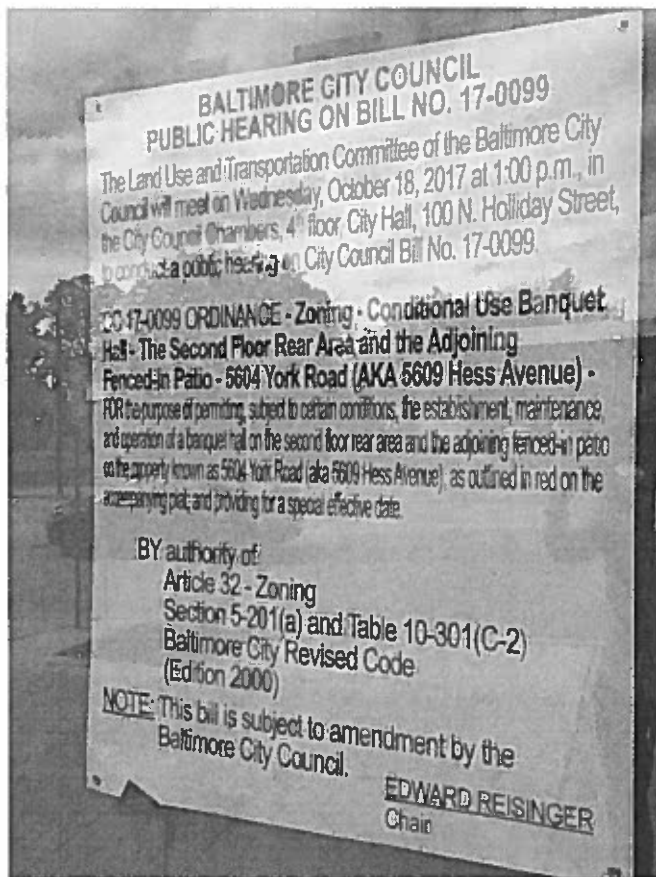 BALTIMORE CITY COUNCIL
PUBLIC HEARING ON BILL NO. 17-0099
The Land Use and Transportation Committee of the Baltimore City
Council will meet on Wednesday, October 18, 2017 at 1:00 p.m., in
the City Council Chambers, 4th floor, City Hall, 100 N. Holliday Street,
to conduct a public hearing on City Council Bill No. 17-0099.
CC 17-0099 ORDINANCE - Zoning - Conditional Use Banquet
Hall - The Second Floor Rear Area and the Adjoining
Fenced-in Patio - 5604 York Road (AKA 5609 Hess Avenue) -
FOR the purpose of permitting, subject to certain conditions, the establishment, maintenance,
and operation of a banquet hall on the second floor rear area and the adjoining fenced-in patio
on the property known as 5604 York Road (aka 5609 Hess Avenue), as outlined in red on the
accompanying plat; and providing for a special effective date.
BY authority of
Article 32 - Zoning
Section 5-201(a) and Table 10-301(C-2)
Baltimore City Revised Code
(Edition 2000)
NOTE: This bill is subject to amendment by the
Baltimore City Council.
EDWARD REISINGER
Chair